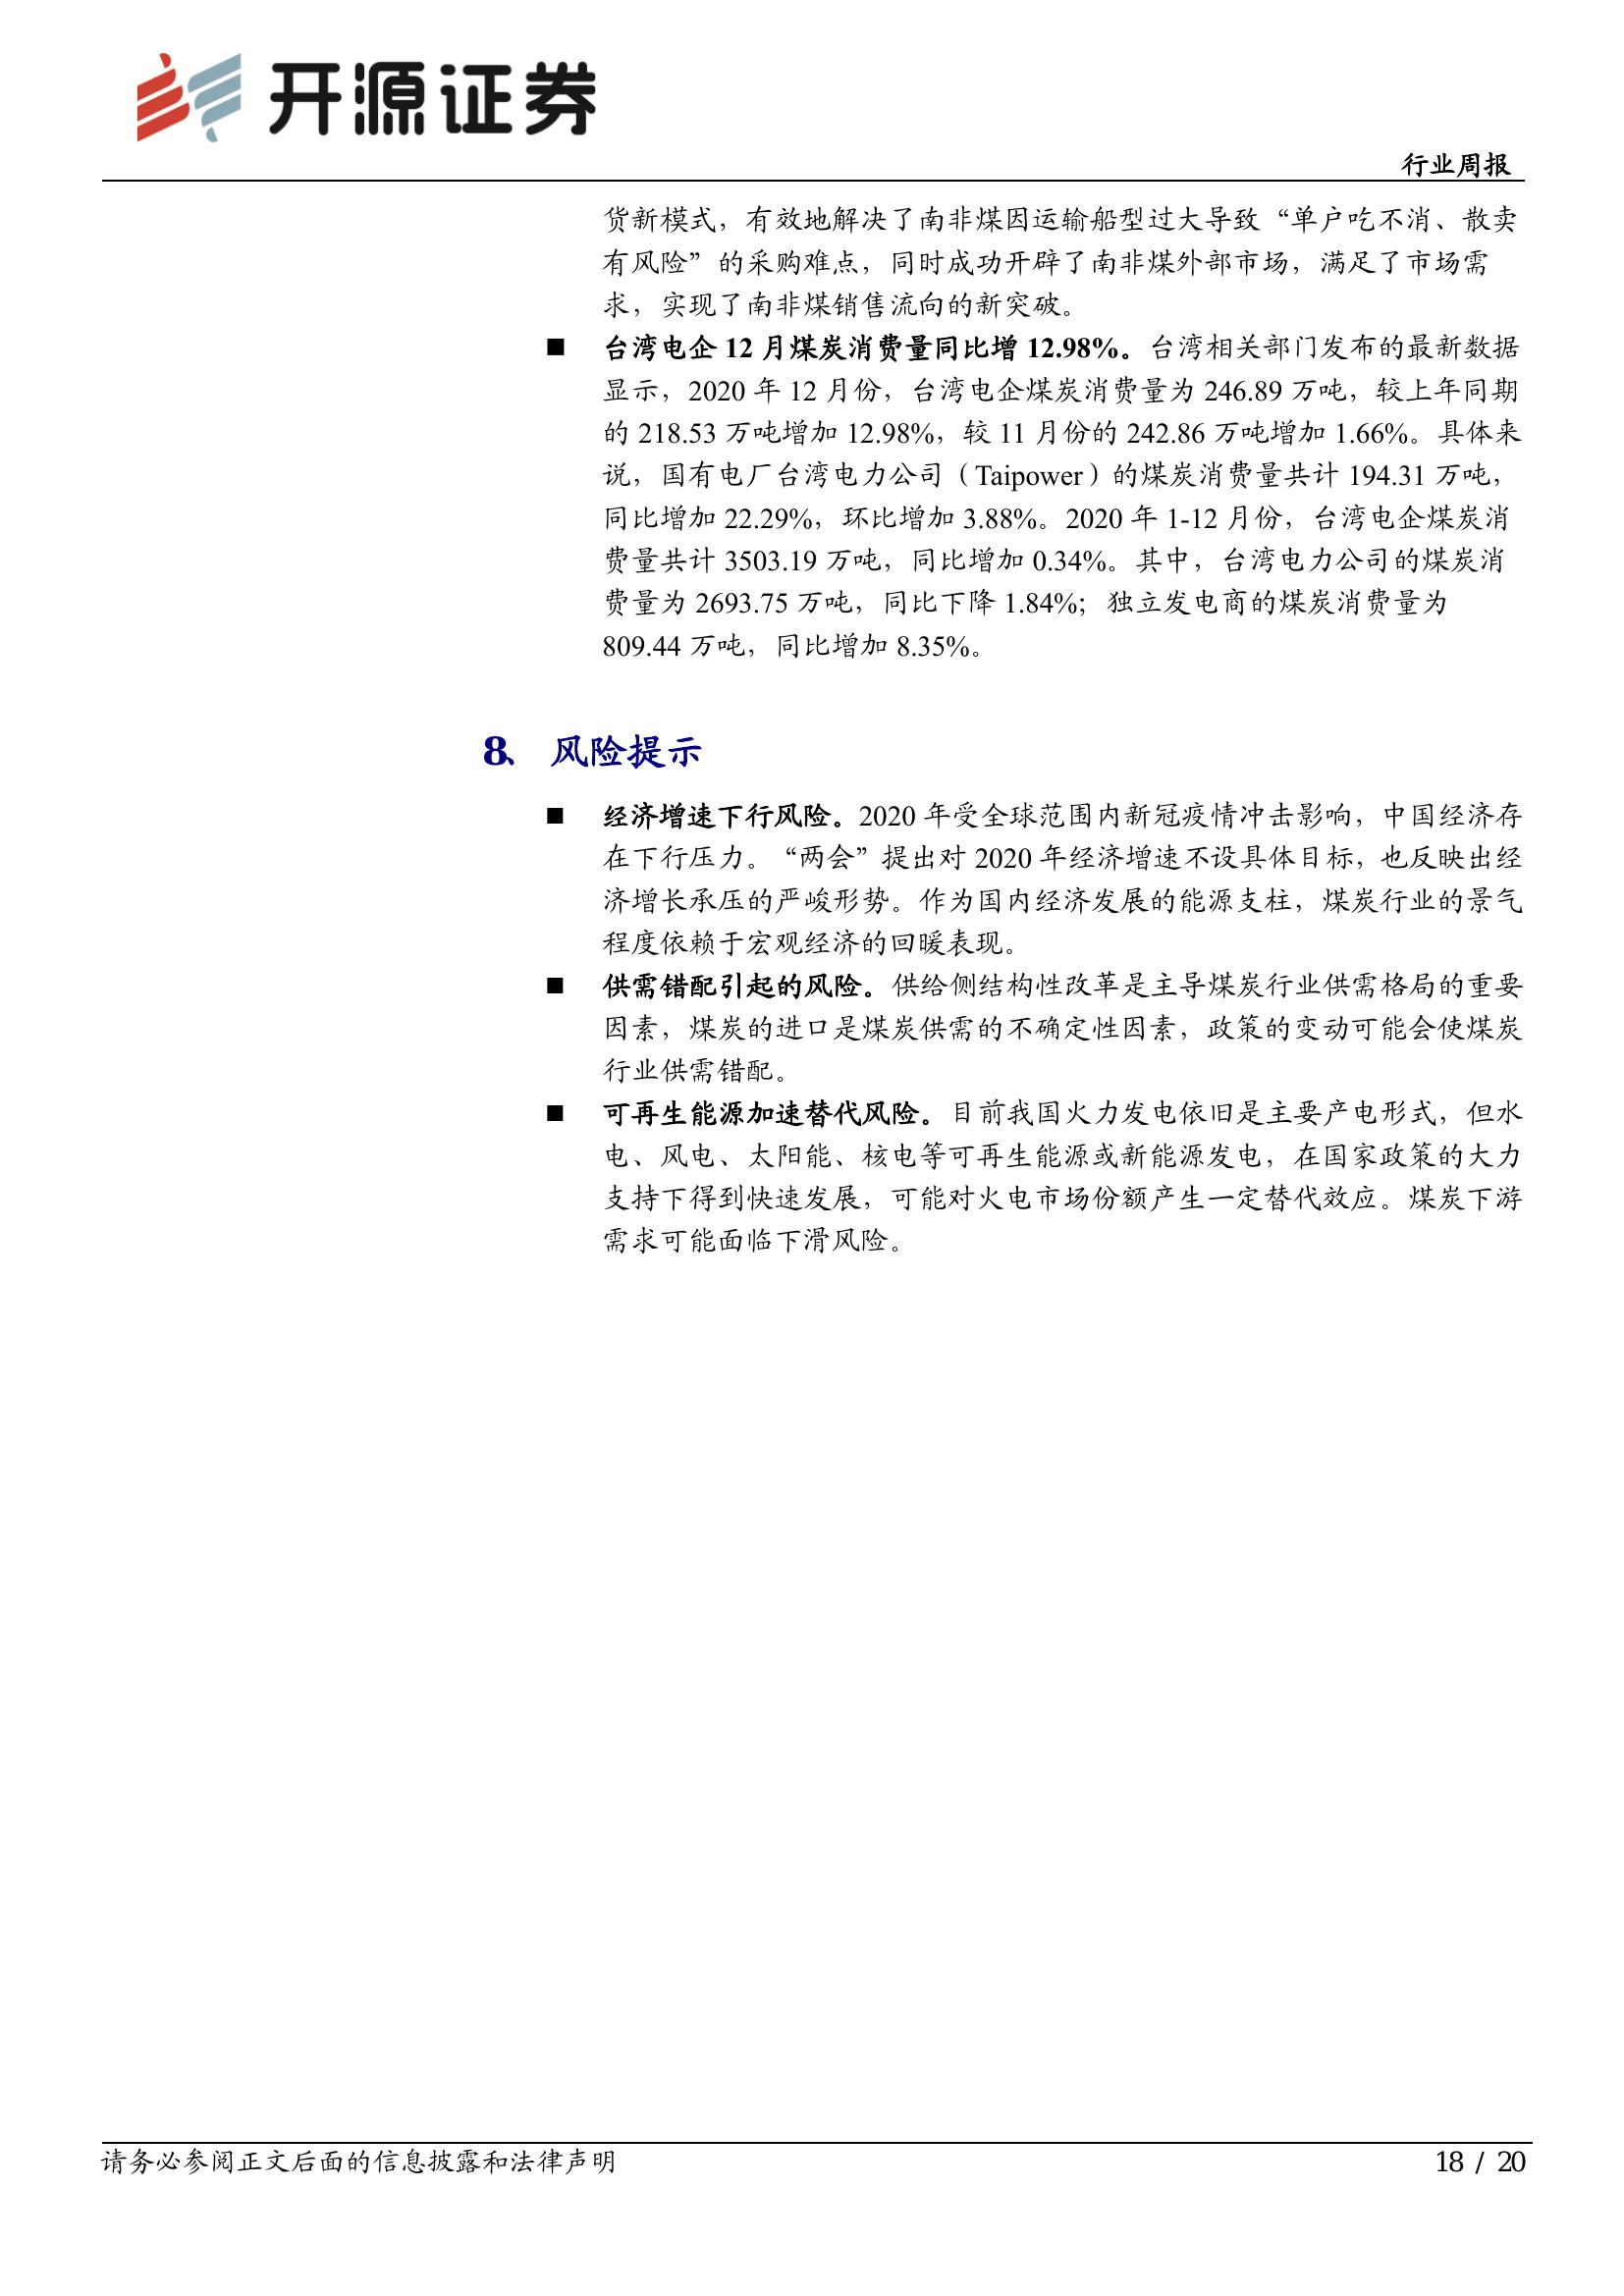 开源证券
行业周报
货新模式，有效地解决了南非煤因运输船型过大导致“单户吃不消、散卖
有风险”的采购难点，同时成功开辟了南非煤外部市场，满足了市场需
求，实现了南非煤销售流向的新突破。
■ 台湾电企 12 月煤炭消费量同比增 12.98%。台湾相关部门发布的最新数据
显示，2020 年 12 月份，台湾电企煤炭消费量为 246.89 万吨，较上年同期
的 218.53 万吨增加 12.98%，较 11 月份的 242.86 万吨增加 1.66%。具体来
说，国有电厂台湾电力公司（Taipower）的煤炭消费量共计 194.31 万吨，
同比增加 22.29%，环比增加 3.88%。2020 年 1-12 月份，台湾电企煤炭消
费量共计 3503.19 万吨，同比增加 0.34%。其中，台湾电力公司的煤炭消
费量为 2693.75 万吨，同比下降 1.84%；独立发电商的煤炭消费量为
809.44 万吨，同比增加 8.35%。
8、 风险提示
■ 经济增速下行风险。2020 年受全球范围内新冠疫情冲击影响，中国经济存
在下行压力。“两会”提出对 2020 年经济增速不设具体目标，也反映出经
济增长承压的严峻形势。作为国内经济发展的能源支柱，煤炭行业的景气
程度依赖于宏观经济的回暖表现。
■ 供需错配引起的风险。供给侧结构性改革是主导煤炭行业供需格局的重要
因素，煤炭的进口是煤炭供需的不确定性因素，政策的变动可能会使煤炭
行业供需错配。
■ 可再生能源加速替代风险。目前我国火力发电依旧是主要产电形式，但水
电、风电、太阳能、核电等可再生能源或新能源发电，在国家政策的大力
支持下得到快速发展，可能对火电市场份额产生一定替代效应。煤炭下游
需求可能面临下滑风险。
请务必参阅正文后面的信息披露和法律声明
18 / 20